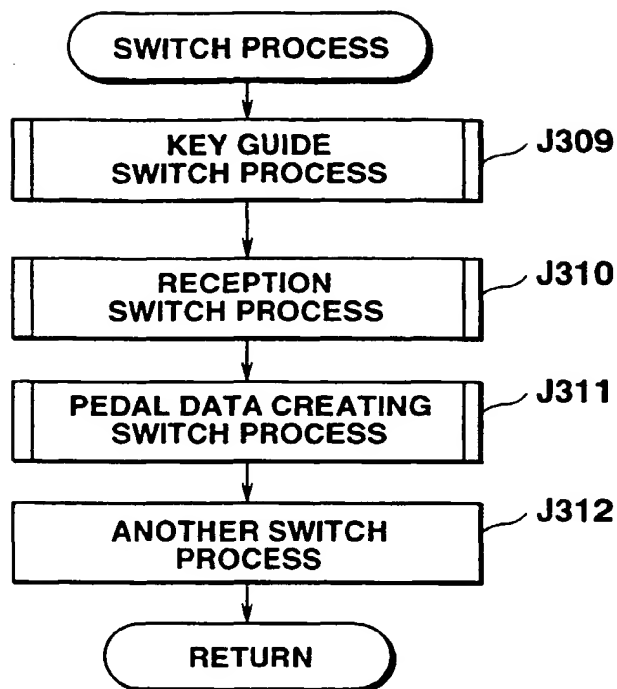 SWITCH PROCESS
KEY GUIDE
SWITCH PROCESS
J309
RECEPTION
SWITCH PROCESS
J310
PEDAL DATA CREATING
SWITCH PROCESS
J311
ANOTHER SWITCH
PROCESS
J312
RETURN